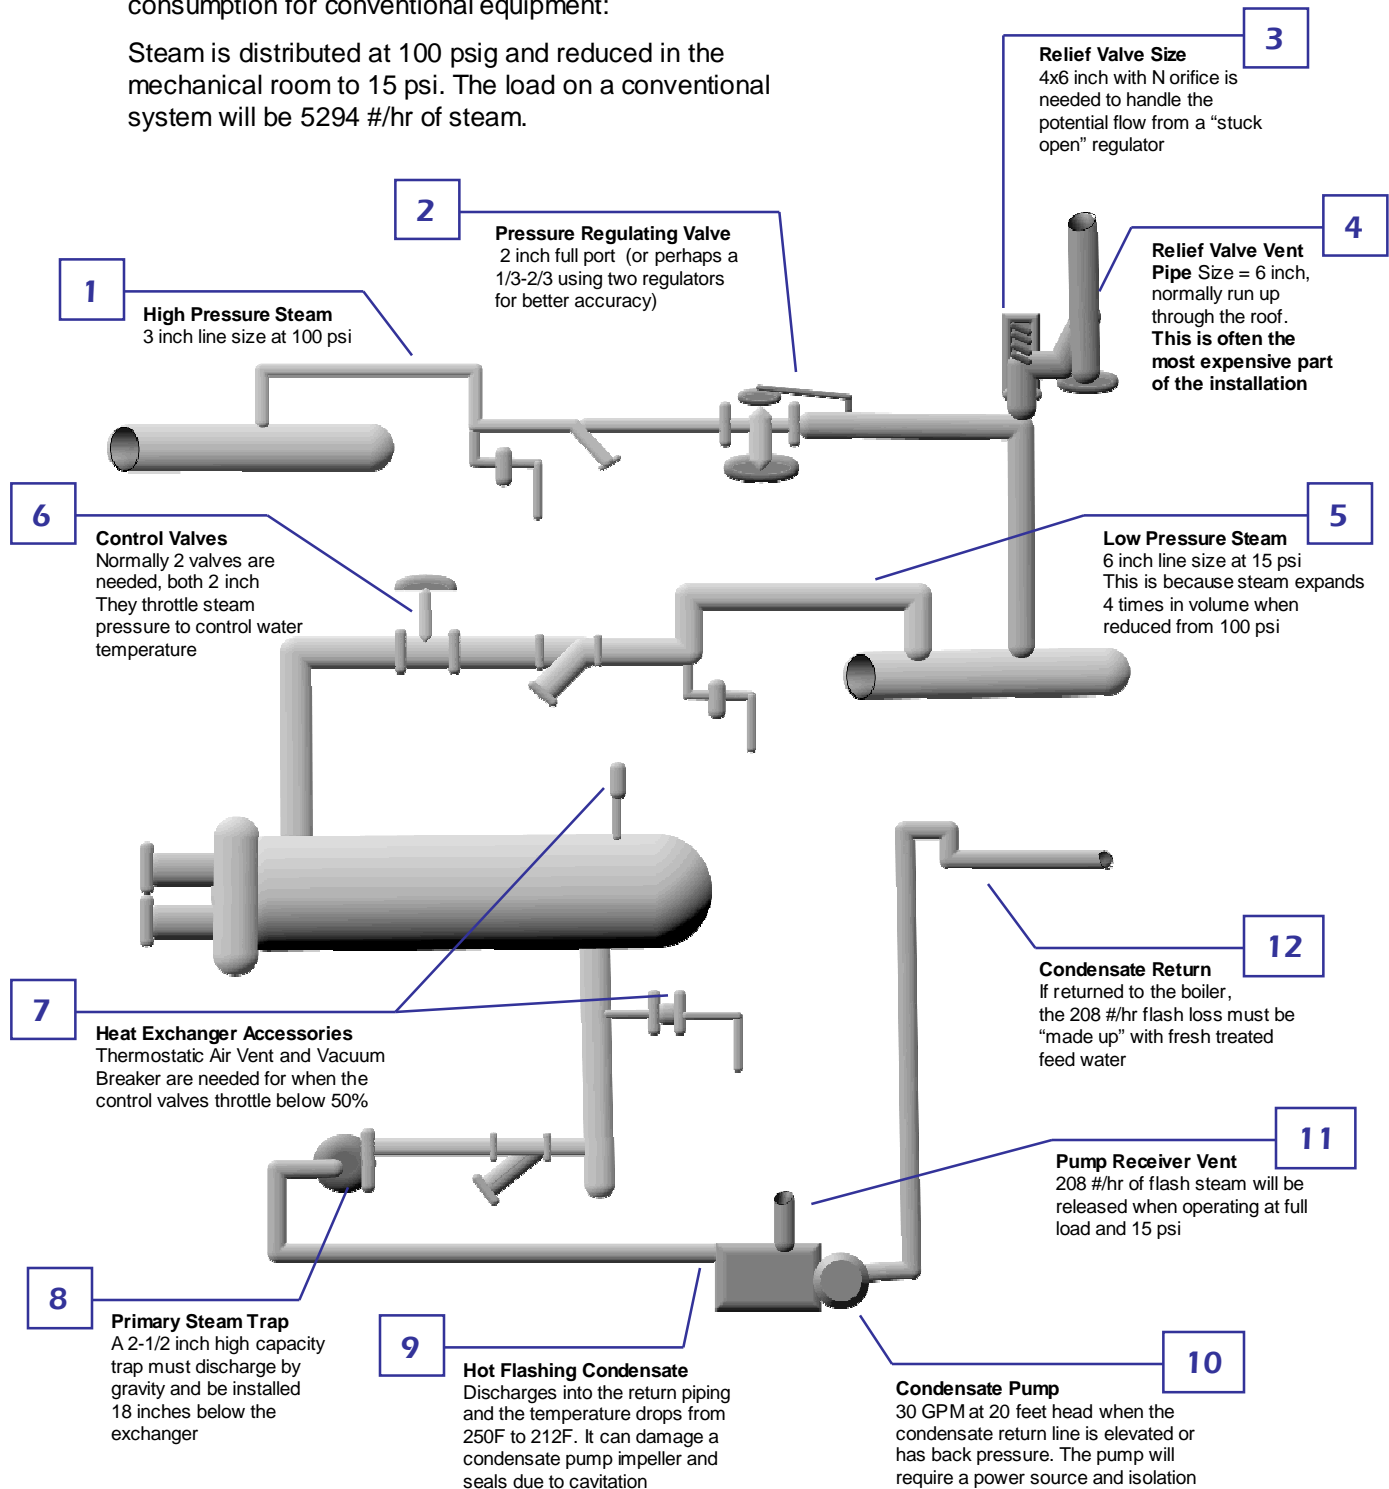 consumption for conventional equipment:
Steam is distributed at 100 psig and reduced in the
mechanical room to 15 psi. The load on a conventional
system will be 5294 #/hr of steam.
1
High Pressure Steam
3 inch line size at 100 psi
2
Pressure Regulating Valve
2 inch full port (or perhaps a
1/3-2/3 using two regulators
for better accuracy)
3
Relief Valve Size
4x6 inch with N orifice is
needed to handle the
potential flow from a “stuck
open” regulator
4
Relief Valve Vent
Pipe Size = 6 inch,
normally run up
through the roof.
This is often the
most expensive part
of the installation
5
Low Pressure Steam
6 inch line size at 15 psi
This is because steam expands
4 times in volume when
reduced from 100 psi
6
Control Valves
Normally 2 valves are
needed, both 2 inch
They throttle steam
pressure to control water
temperature
7
Heat Exchanger Accessories
Thermostatic Air Vent and Vacuum
Breaker are needed for when the
control valves throttle below 50%
8
Primary Steam Trap
A 2-1/2 inch high capacity
trap must discharge by
gravity and be installed
18 inches below the
exchanger
9
Hot Flashing Condensate
Discharges into the return piping
and the temperature drops from
250F to 212F. It can damage a
condensate pump impeller and
seals due to cavitation
10
Condensate Pump
30 GPM at 20 feet head when the
condensate return line is elevated or
has back pressure. The pump will
require a power source and isolation
11
Pump Receiver Vent
208 #/hr of flash steam will be
released when operating at full
load and 15 psi
12
Condensate Return
If returned to the boiler,
the 208 #/hr flash loss must be
“made up” with fresh treated
feed water